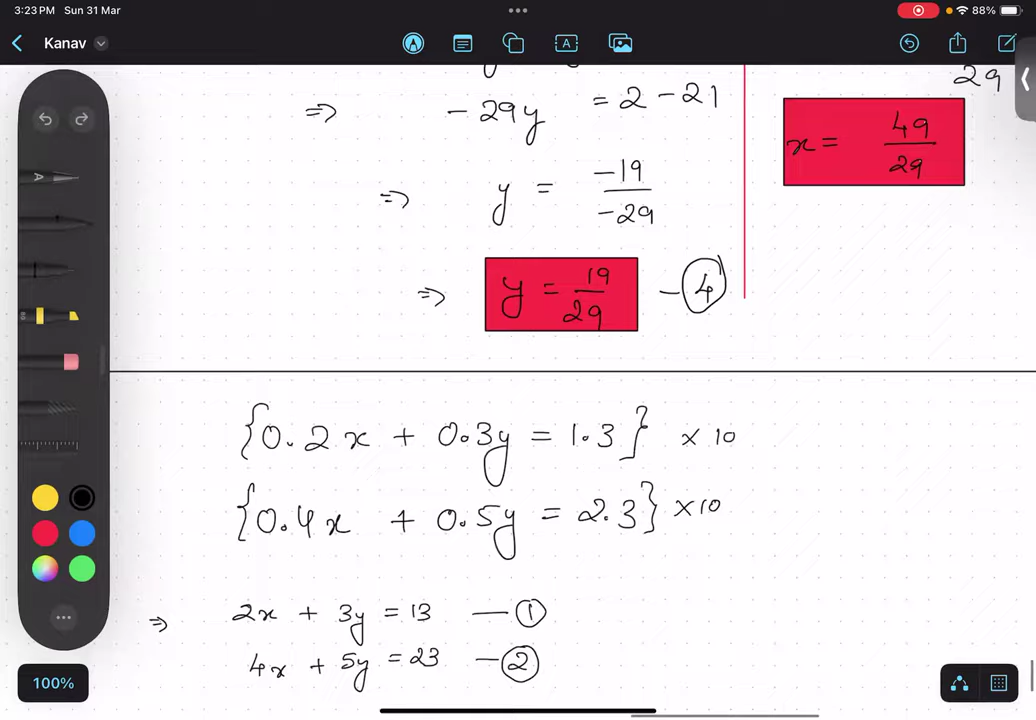 3:23 PM Sun 31 Mar
88%
Kanav
A
29
=> - 29y = 2 - 21
x = 49/29
=> y = -19/-29
=> y = 19/29 - 4
{0.2x + 0.3y = 1.3} × 10
{0.4x + 0.5y = 2.3} × 10
=> 2x + 3y = 13 — 1
4x + 5y = 23 - 2
100%